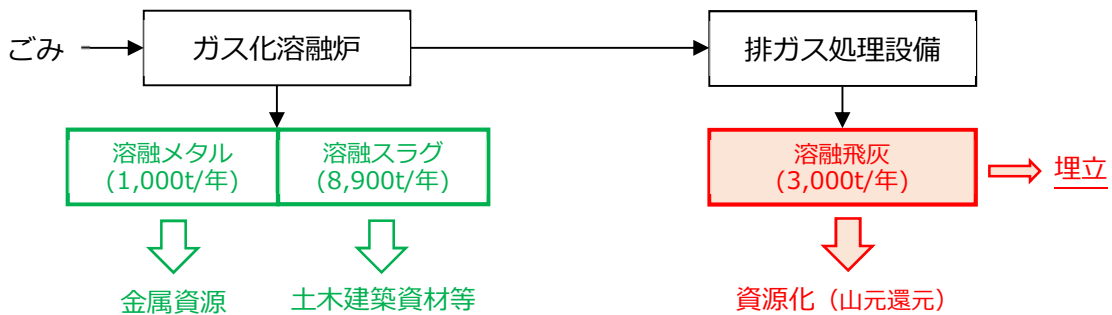 ごみ
ガス化溶融炉
排ガス処理設備
溶融メタル
(1,000t/年)
溶融スラグ
(8,900t/年)
溶融飛灰
(3,000t/年)
埋立
金属資源
土木建築資材等
資源化（山元還元）